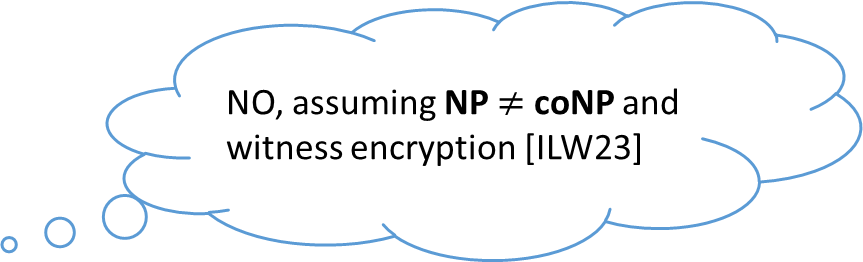 NO, assuming NP ≠ coNP and
witness encryption [ILW23]